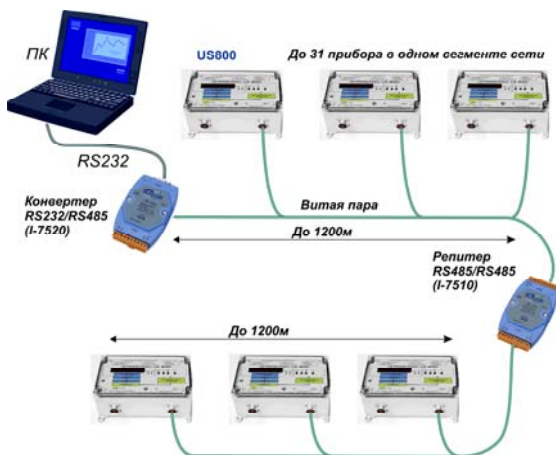 ПК
US800
До 31 прибора в одном сегменте сети
RS232
Конвертер
RS232/RS485
(I-7520)
Витая пара
До 1200м
Репитер
RS485/RS485
(I-7510)
До 1200м